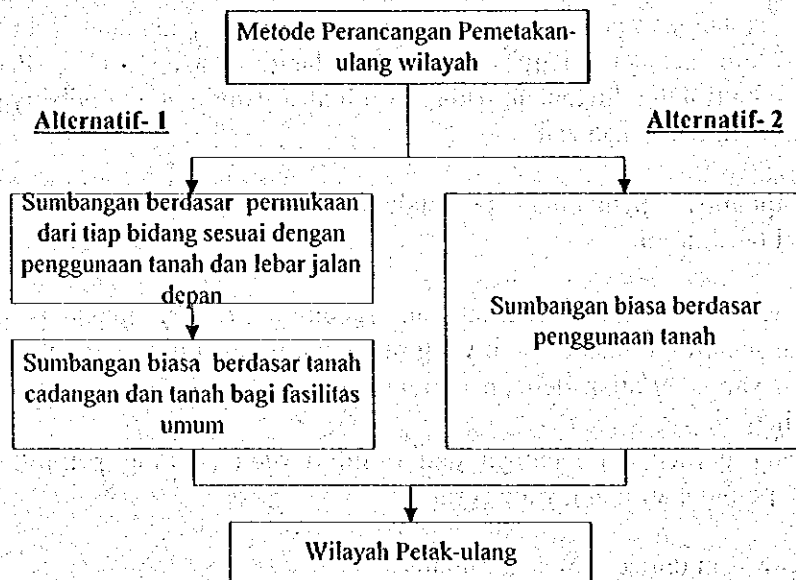 Metode Perancangan Pemetakan-
ulang wilayah
Alternatif- 1
Alternatif- 2
Sumbangan berdasar permukaan
dari tiap bidang sesuai dengan
penggunaan tanah dan lebar jalan
depan
Sumbangan biasa berdasar tanah
cadangan dan tanah bagi fasilitas
umum
Sumbangan biasa berdasar
penggunaan tanah
Wilayah Petak-ulang